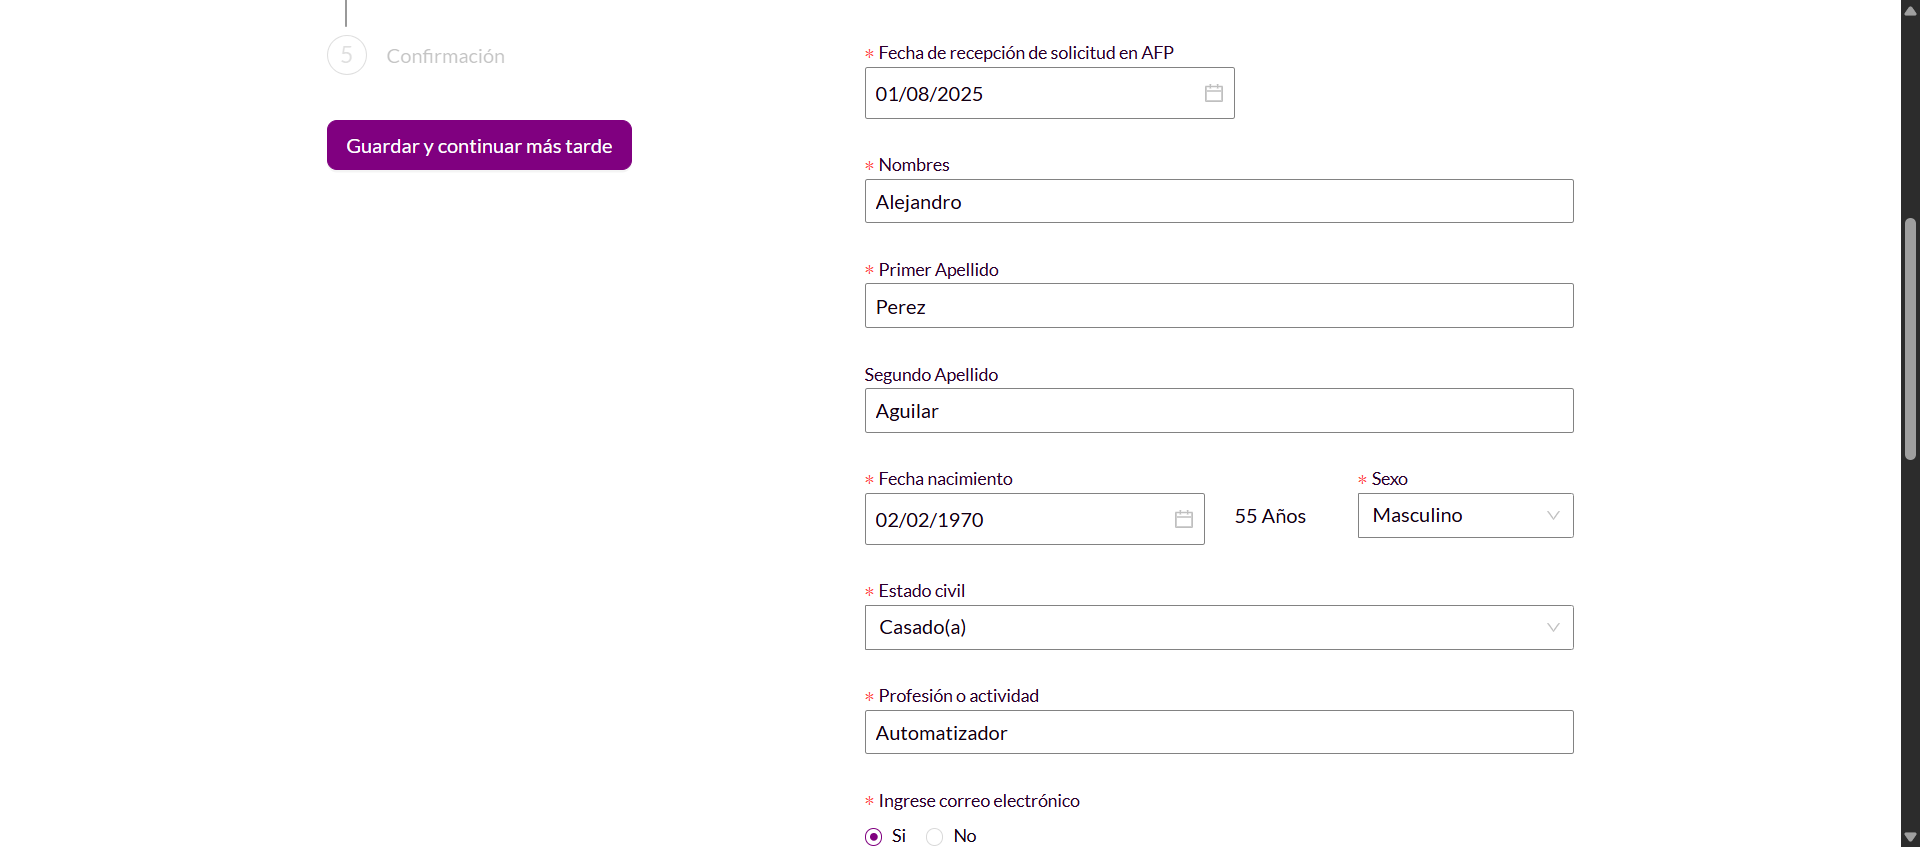 5 Confirmación
Guardar y continuar más tarde
* Fecha de recepción de solicitud en AFP
01/08/2025
* Nombres
Alejandro
* Primer Apellido
Perez
Segundo Apellido
Aguilar
* Fecha nacimiento
02/02/1970
55 Años
* Sexo
Masculino
* Estado civil
Casado(a)
* Profesión o actividad
Automatizador
* Ingrese correo electrónico
Si No